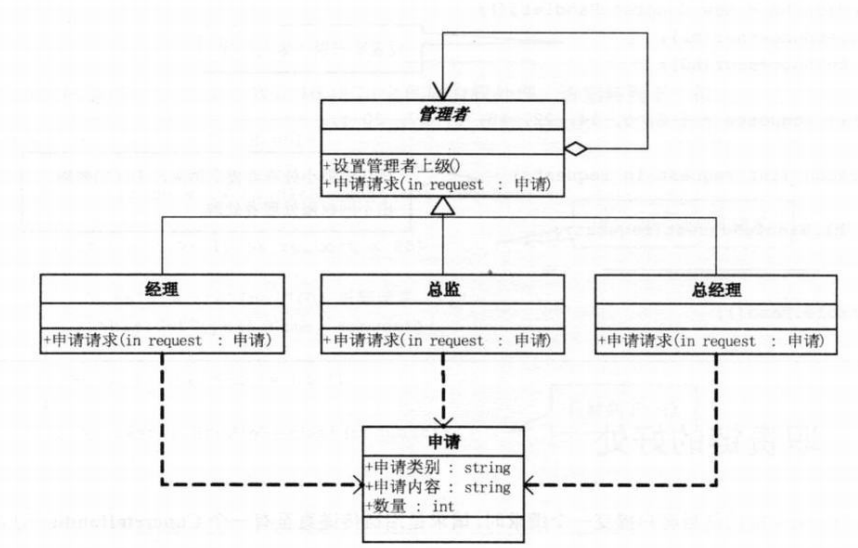 管理者
+设置管理者上级()
+申请请求(in request : 申请)
经理
+申请请求(in request : 申请)
总监
+申请请求(in request : 申请)
总经理
+申请请求(in request : 申请)
申请
+申请类别 : string
+申请内容 : string
+数量 : int